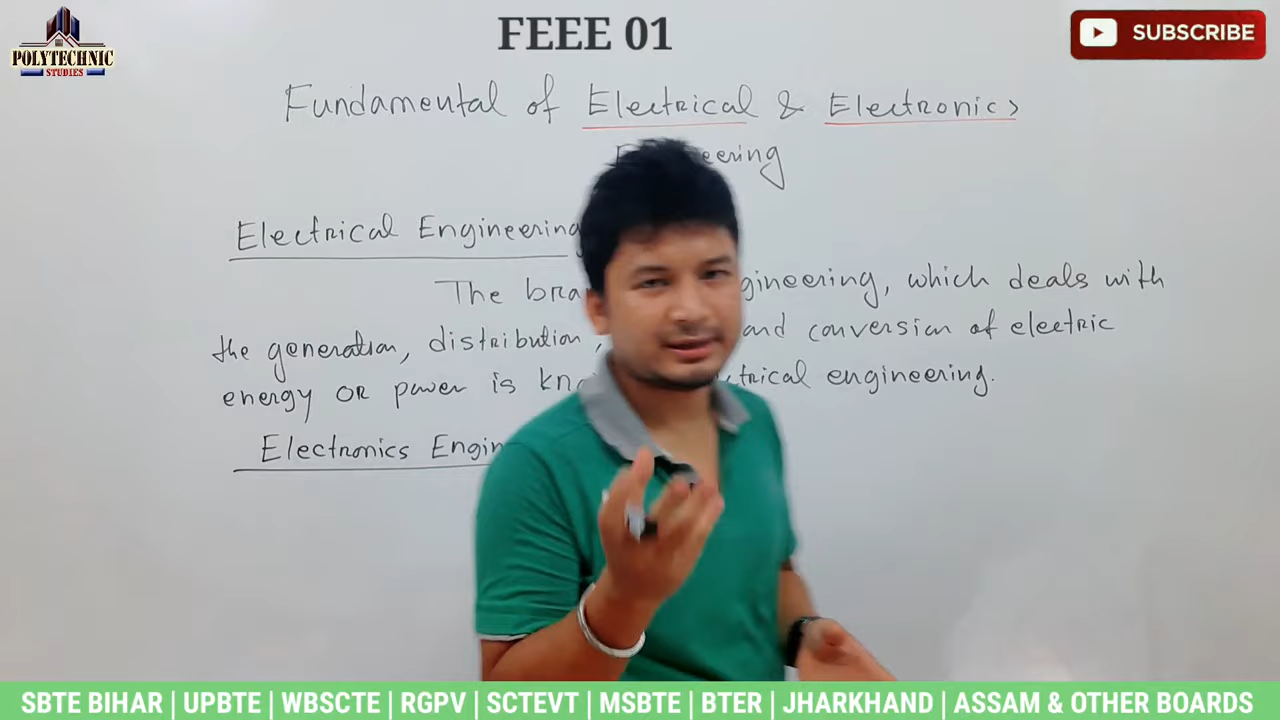 FEEE 01
POLYTECHNIC
STUDIES
SUBSCRIBE
Fundamental of Electrical & Electronics
eering
Electrical Engineering
The bra gineering, which deals with
the generation, distribution, and conversion of electric
energy or power is kno trical engineering.
Electronics Engin
SBTE BIHAR | UPBTE | WBSCTE | RGPV | SCTEVT | MSBTE | BTER | JHARKHAND | ASSAM & OTHER BOARDS